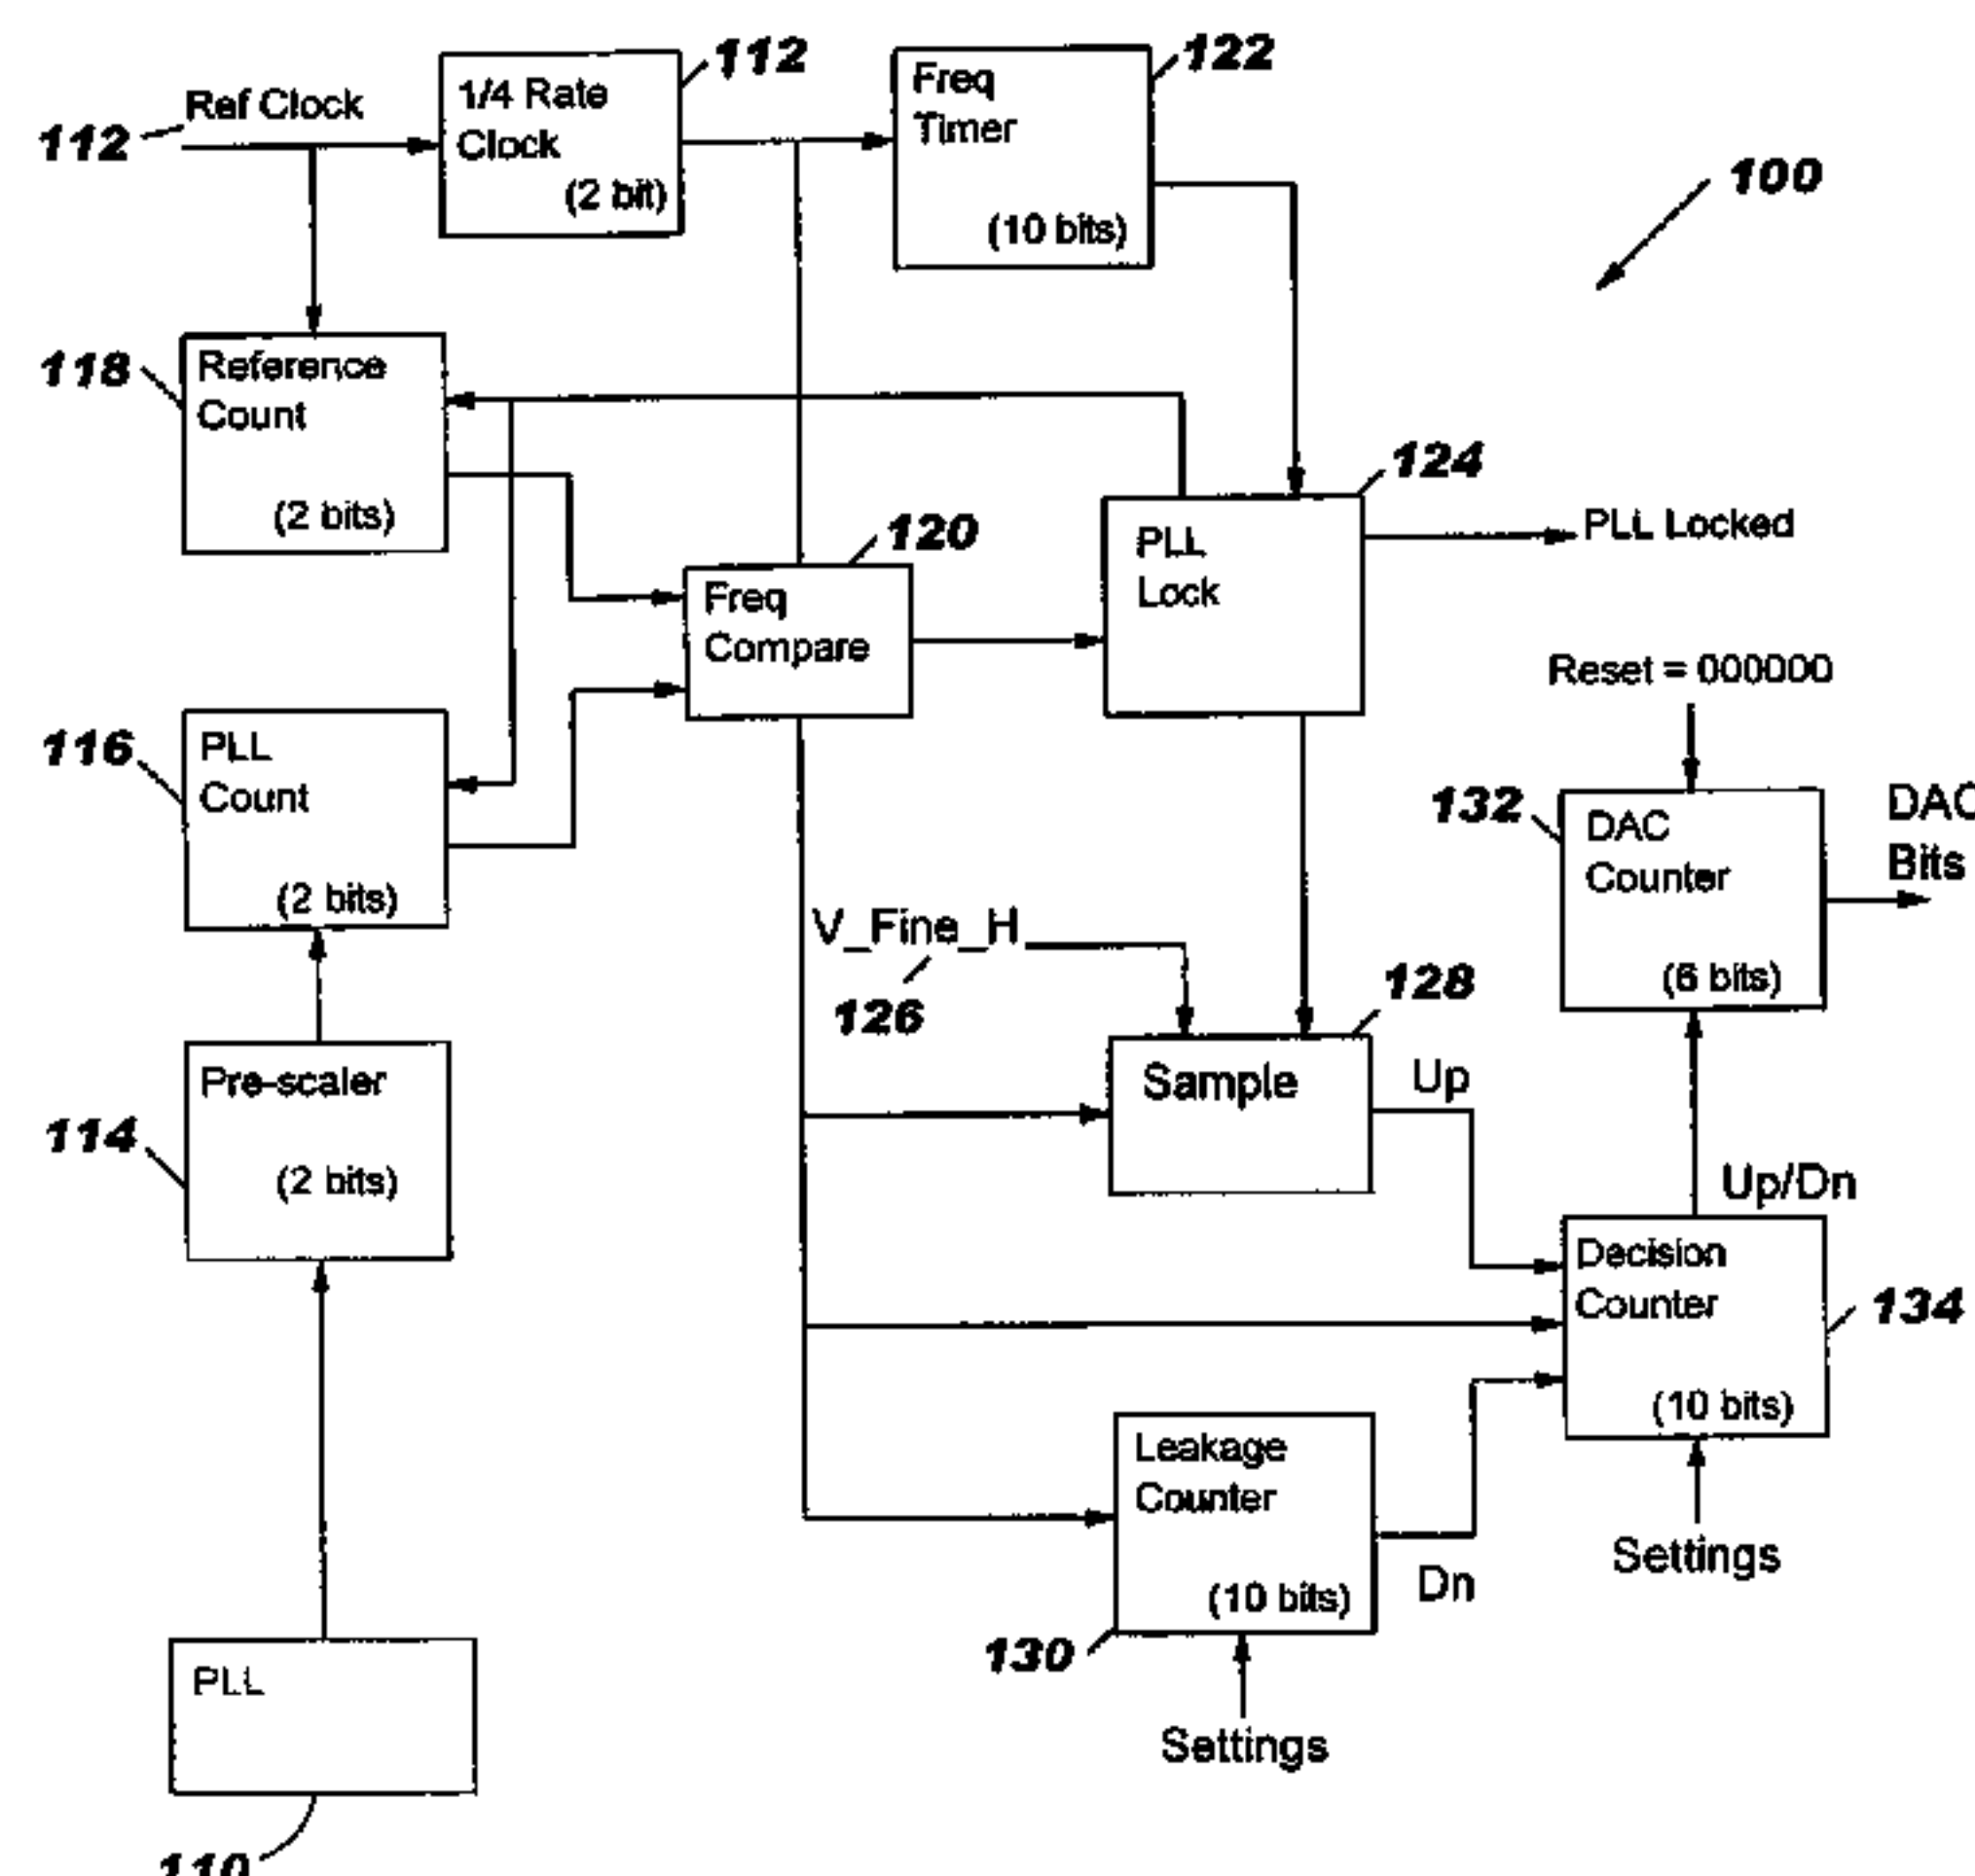 112
Ref Clock
1/4 Rate
Clock
(2 bit)
112
Freq
Timer
(10 bits)
122
100
118
Reference
Count
(2 bits)
120
Freq
Compare
124
PLL
Lock
PLL Locked
116
PLL
Count
(2 bits)
Reset = 000000
132
DAC
Counter
(6 bits)
DAC
Bits
V_Fine_H
126
128
Sample
Up
114
Pre-scaler
(2 bits)
Up/Dn
Decision
Counter
(10 bits)
134
Settings
Leakage
Counter
(10 bits)
Dn
130
Settings
PLL
110